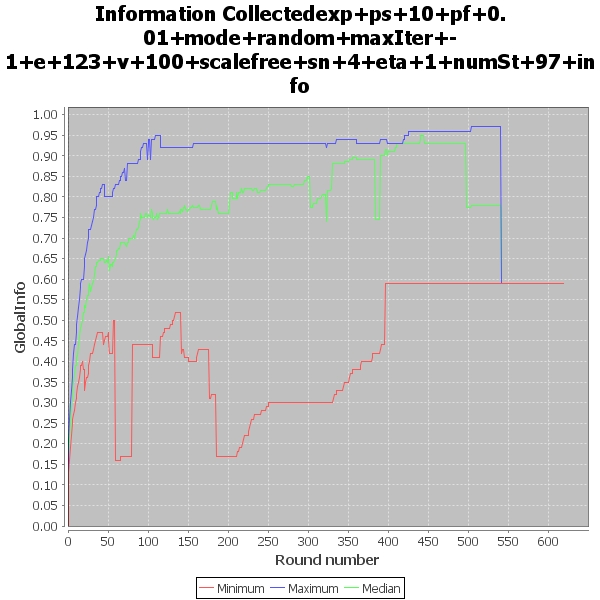 Information Collectedexp+ps+10+pf+0.
01+mode+random+maxIter+-
1+e+123+v+100+scalefree+sn+4+eta+1+numSt+97+in
fo
GlobalInfo
1.00
0.95
0.90
0.85
0.80
0.75
0.70
0.65
0.60
0.55
0.50
0.45
0.40
0.35
0.30
0.25
0.20
0.15
0.10
0.05
0.00
0 50 100 150 200 250 300 350 400 450 500 550 600
Round number
Minimum Maximum Median